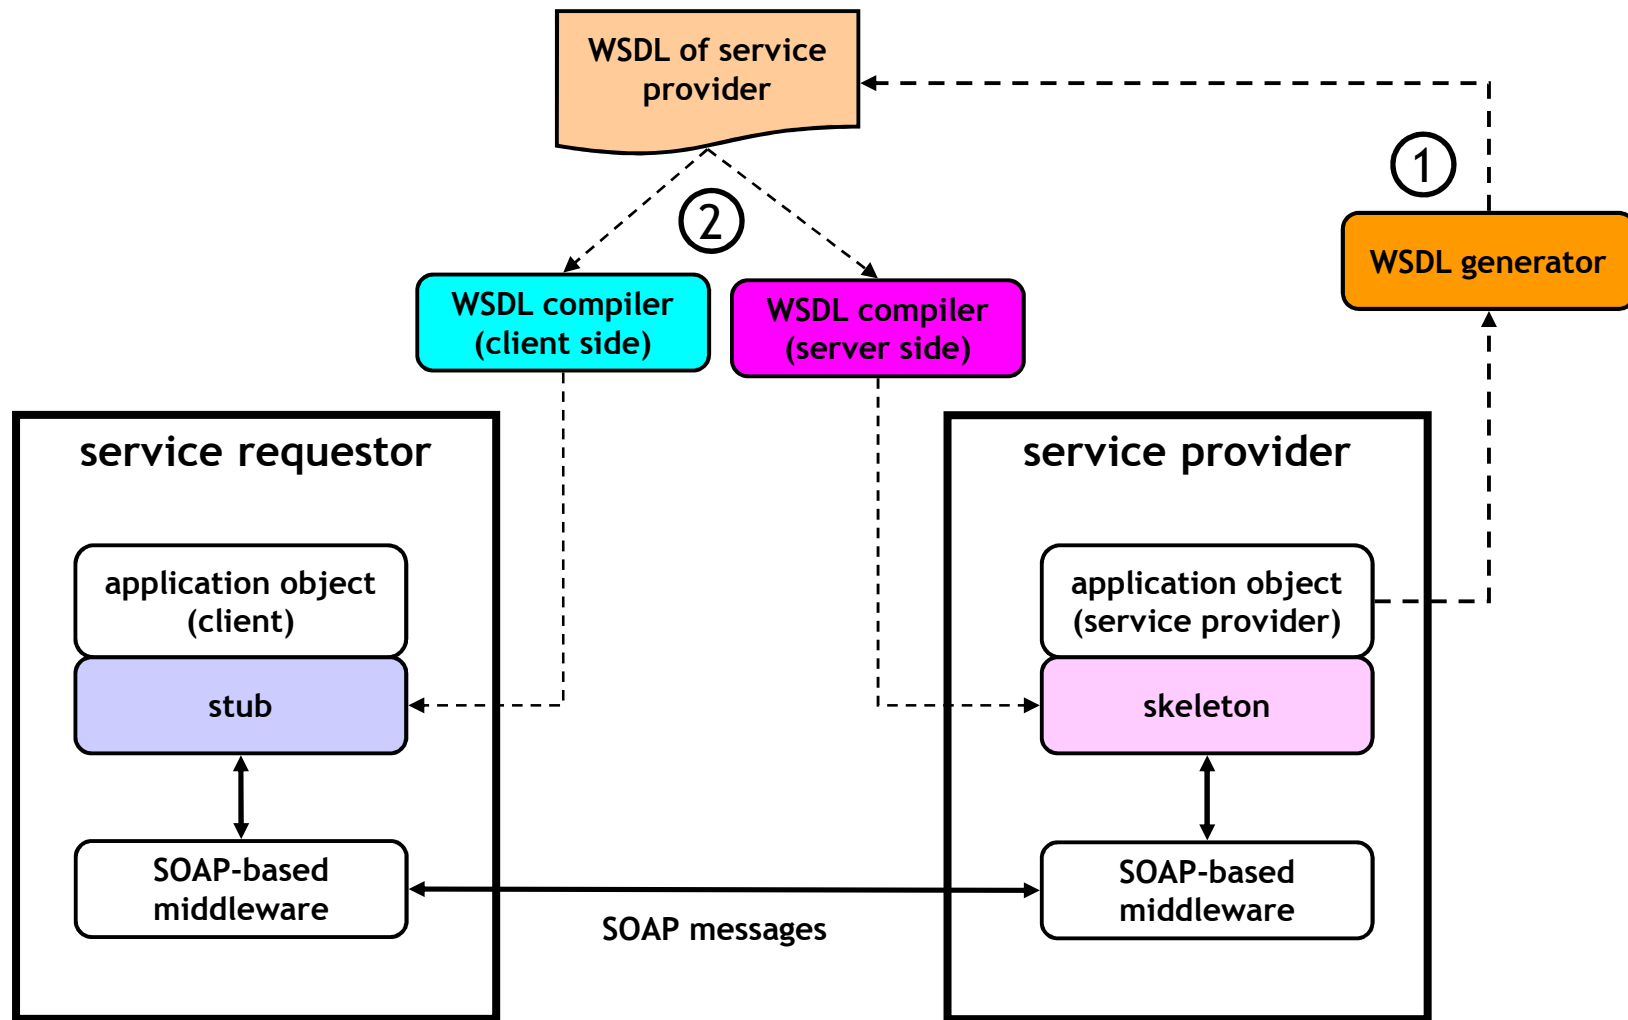 WSDL of service
provider
1
2
WSDL generator
WSDL compiler
(client side)
WSDL compiler
(server side)
service requestor
service provider
application object
(client)
application object
(service provider)
stub
skeleton
SOAP-based
middleware
SOAP-based
middleware
SOAP messages